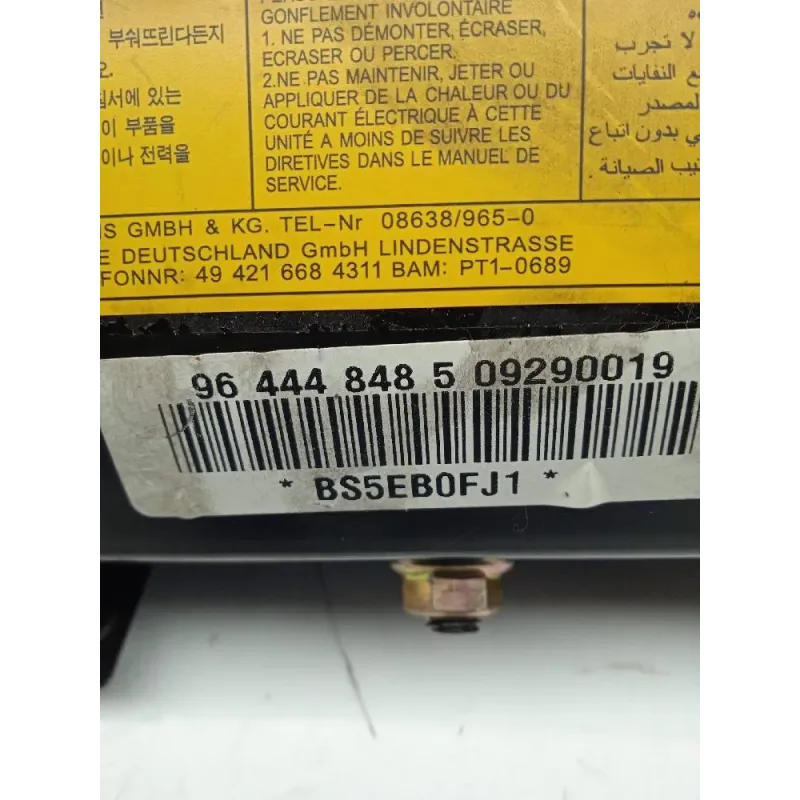 부숴뜨린다든지
요.
침서에 있는
이 부품을
이나 전력을
GONFLEMENT INVOLONTAIRE
1. NE PAS DÉMONTER, ÉCRASER,
ECRASER OU PERCER.
2.NE PAS MAINTENIR, JETER OU
APPLIQUER DE LA CHALEUR OU DU
COURANT ÉLECTRIQUE À CETTE
UNITÉ A MOINS DE SUIVRE LES
DIRETIVES DANS LE MANUEL DE
SERVICE.
لا تجرب
النفايات
المصدر
بدون اتباع
الصيانة.
GMBH & KG. TEL-Nr 08638/965-0
DEUTSCHLAND GmbH LINDENSTRASSE
FONNR: 49 421 668 4311 BAM: PT1-0689
96 444 848 5 09290019
* BS5EB0FJ1 *